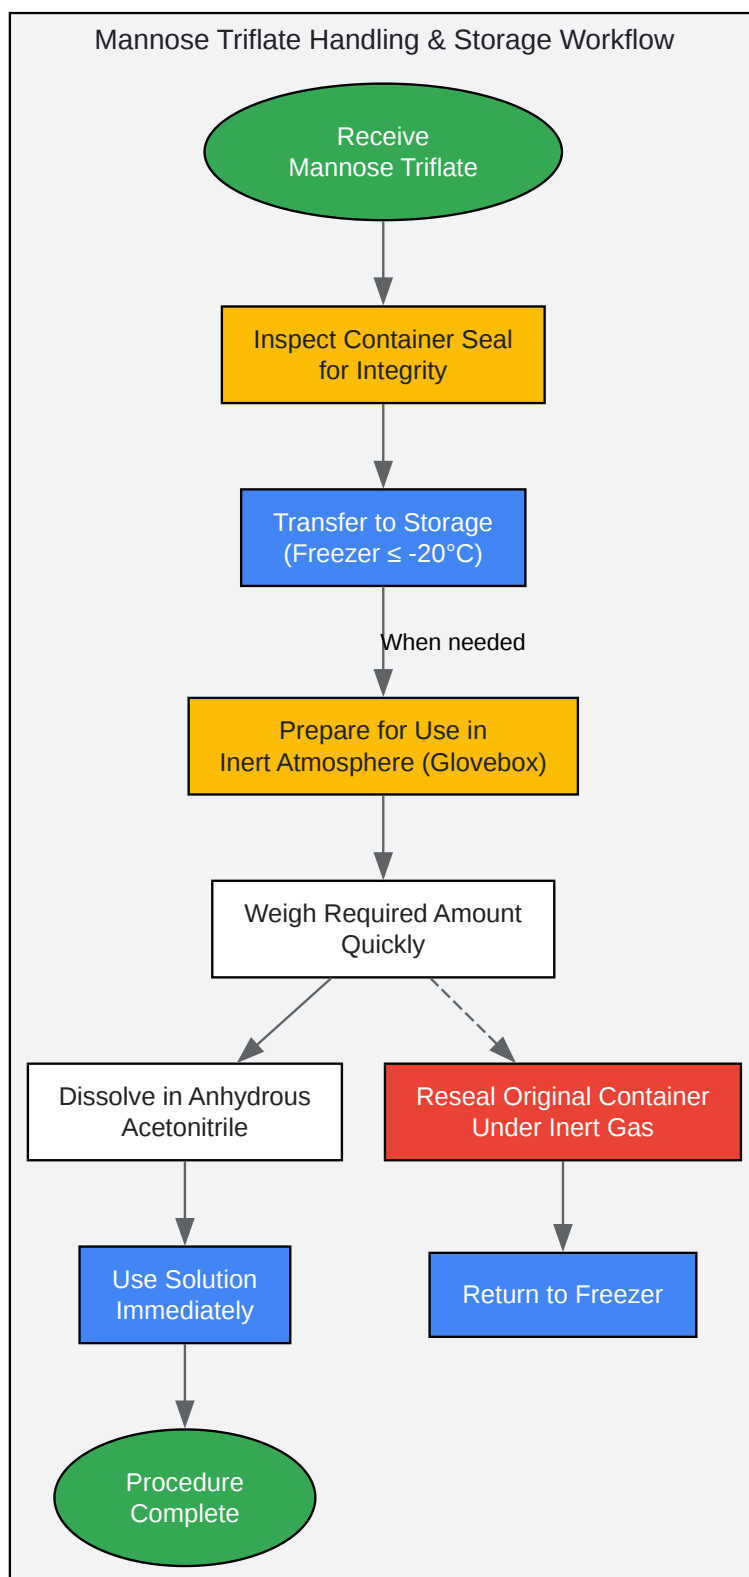 Mannose Triflate Handling & Storage Workflow
Receive
Mannose Triflate
Inspect Container Seal
for Integrity
Transfer to Storage
(Freezer ≤ -20°C)
When needed
Prepare for Use in
Inert Atmosphere (Glovebox)
Weigh Required Amount
Quickly
Dissolve in Anhydrous
Acetonitrile
Reseal Original Container
Under Inert Gas
Use Solution
Immediately
Return to Freezer
Procedure
Complete